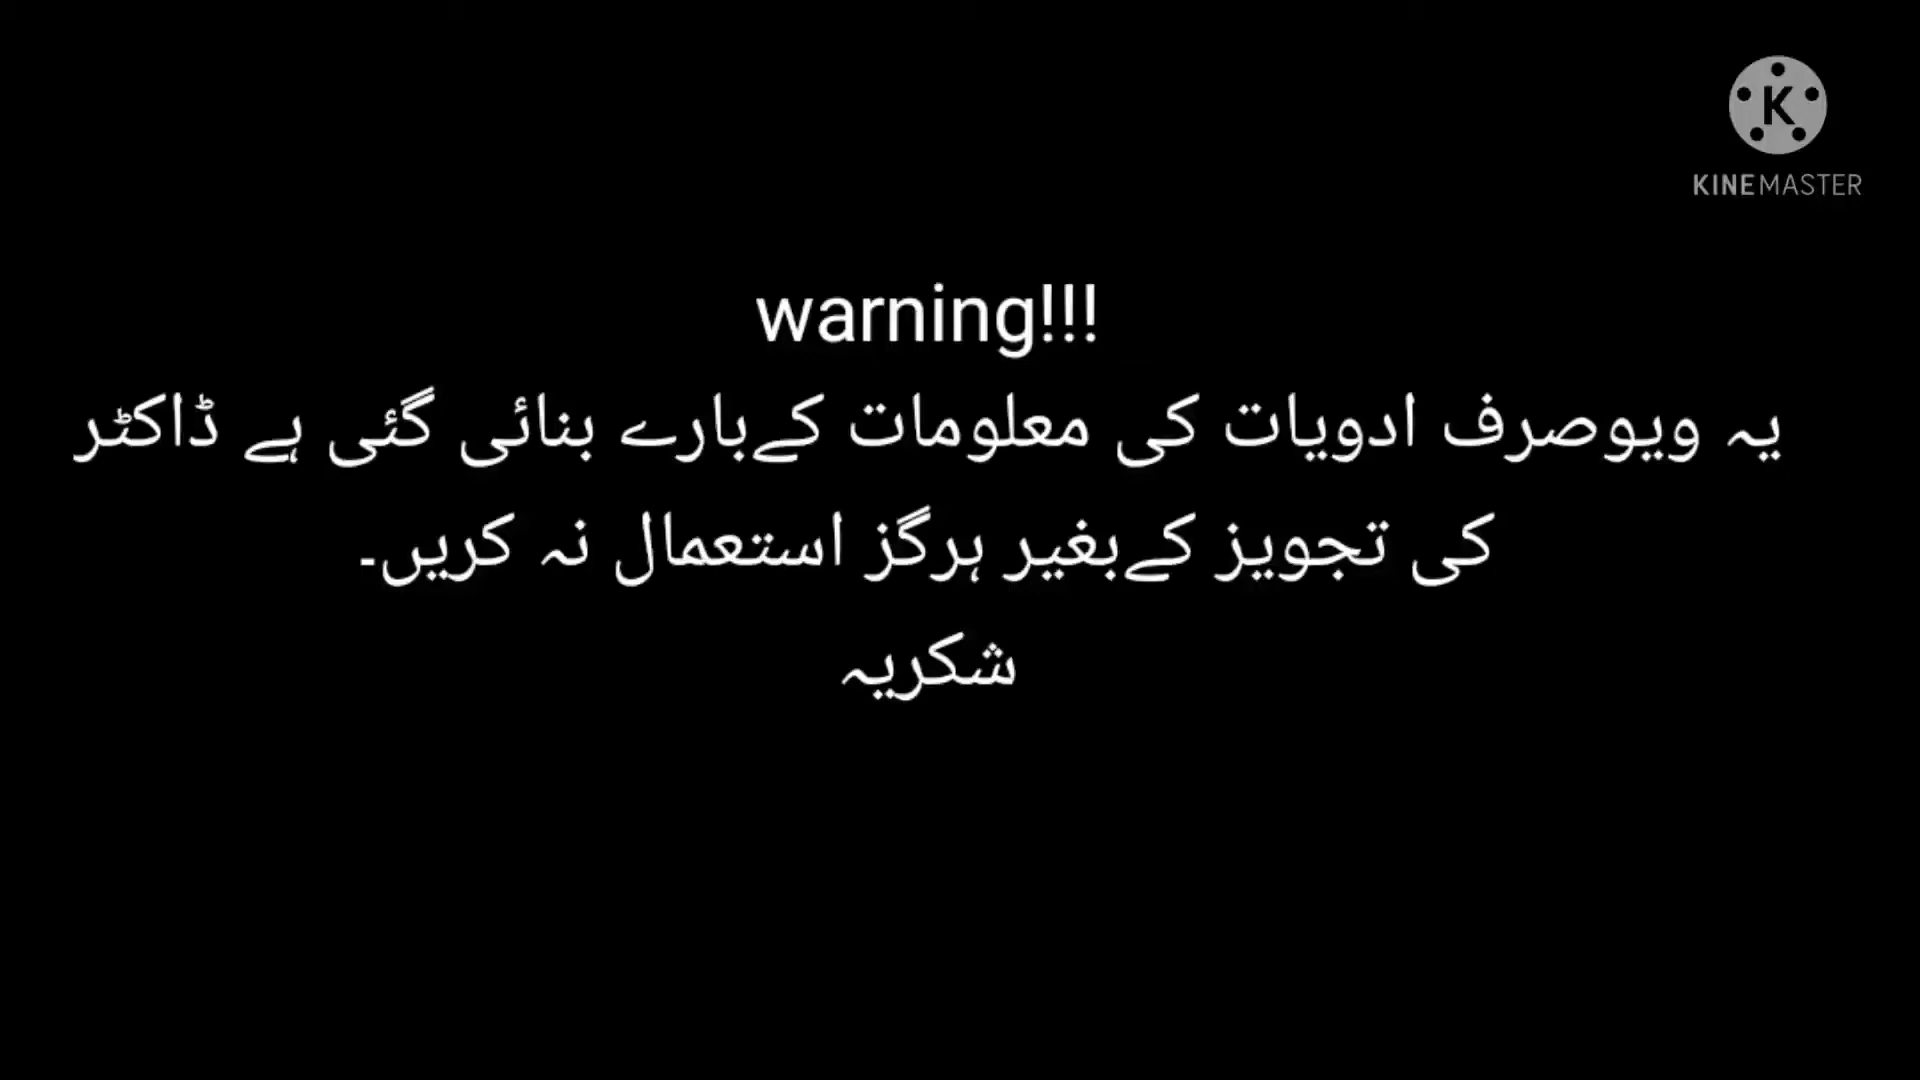 KINEMASTER
warning!!!
یہ ویوصرف ادویات کی معلومات کےبارے بنائی گئی ہے ڈاکٹر
کی تجویز کےبغیر ہرگز استعمال نہ کریں۔
شکریہ